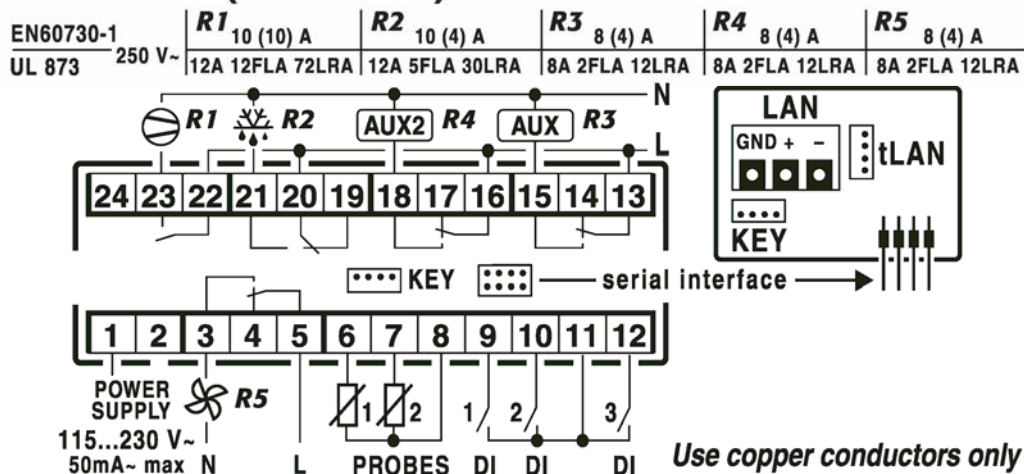 R1 R2 R3 R4 R5
EN60730-1 250 V~ 10 (10) A 10 (4) A 8 (4) A 8 (4) A 8 (4) A
UL 873 12A 12FLA 72LRA 12A 5FLA 30LRA 8A 2FLA 12LRA 8A 2FLA 12LRA 8A 2FLA 12LRA
N
R1 R2 AUX2 R4 AUX R3
L
24 23 22 21 20 19 18 17 16 15 14 13
LAN
GND + -
tLAN
KEY
KEY serial interface
1 2 3 4 5 6 7 8 9 10 11 12
POWER
SUPPLY
R5 1 2 1 2 3
115...230 V~
50mA~ max N L PROBES DI DI DI
Use copper conductors only